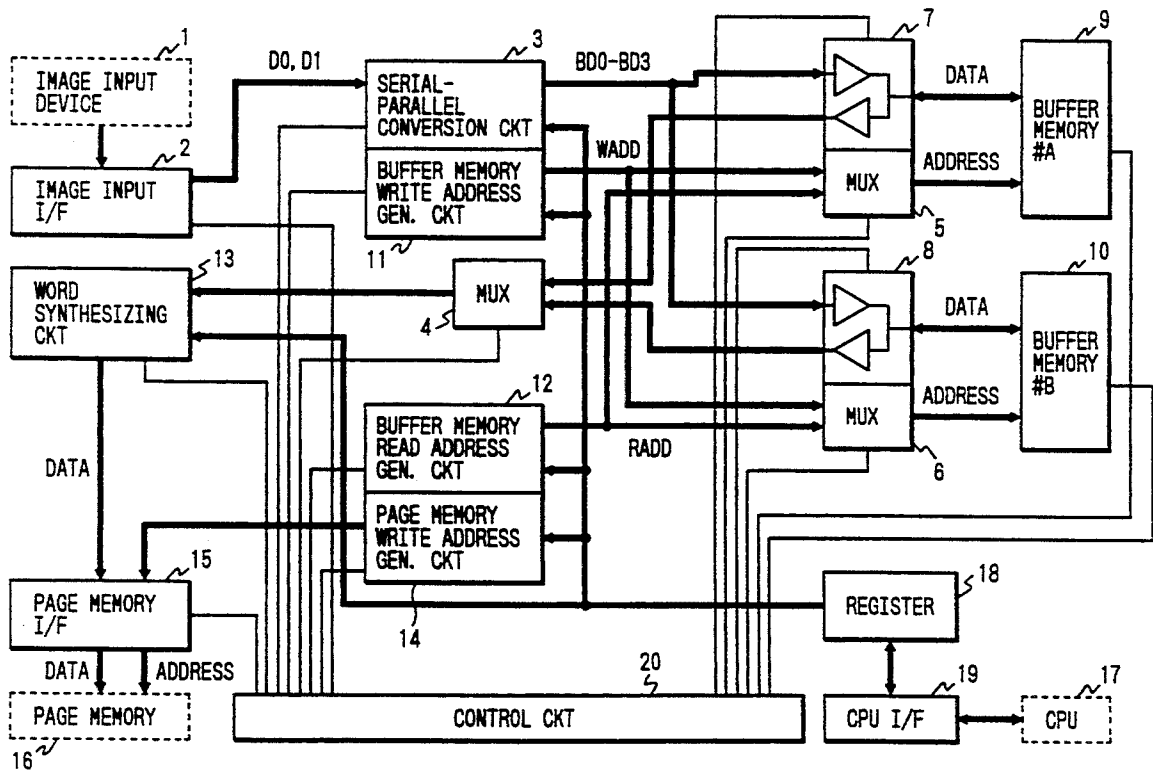 1
IMAGE INPUT
DEVICE
2
IMAGE INPUT
I/F
D0, D1
3
SERIAL-
PARALLEL
CONVERSION CKT
BUFFER MEMORY
WRITE ADDRESS
GEN. CKT
11
BD0-BD3
WADD
7
MUX
5
DATA
ADDRESS
9
BUFFER
MEMORY
#A
13
WORD
SYNTHESIZING
CKT
MUX
4
8
MUX
6
DATA
ADDRESS
10
BUFFER
MEMORY
#B
12
BUFFER MEMORY
READ ADDRESS
GEN. CKT
RADD
PAGE MEMORY
WRITE ADDRESS
GEN. CKT
14
DATA
15
PAGE MEMORY
I/F
DATA
ADDRESS
PAGE MEMORY
16
20
CONTROL CKT
18
REGISTER
19
CPU I/F
17
CPU